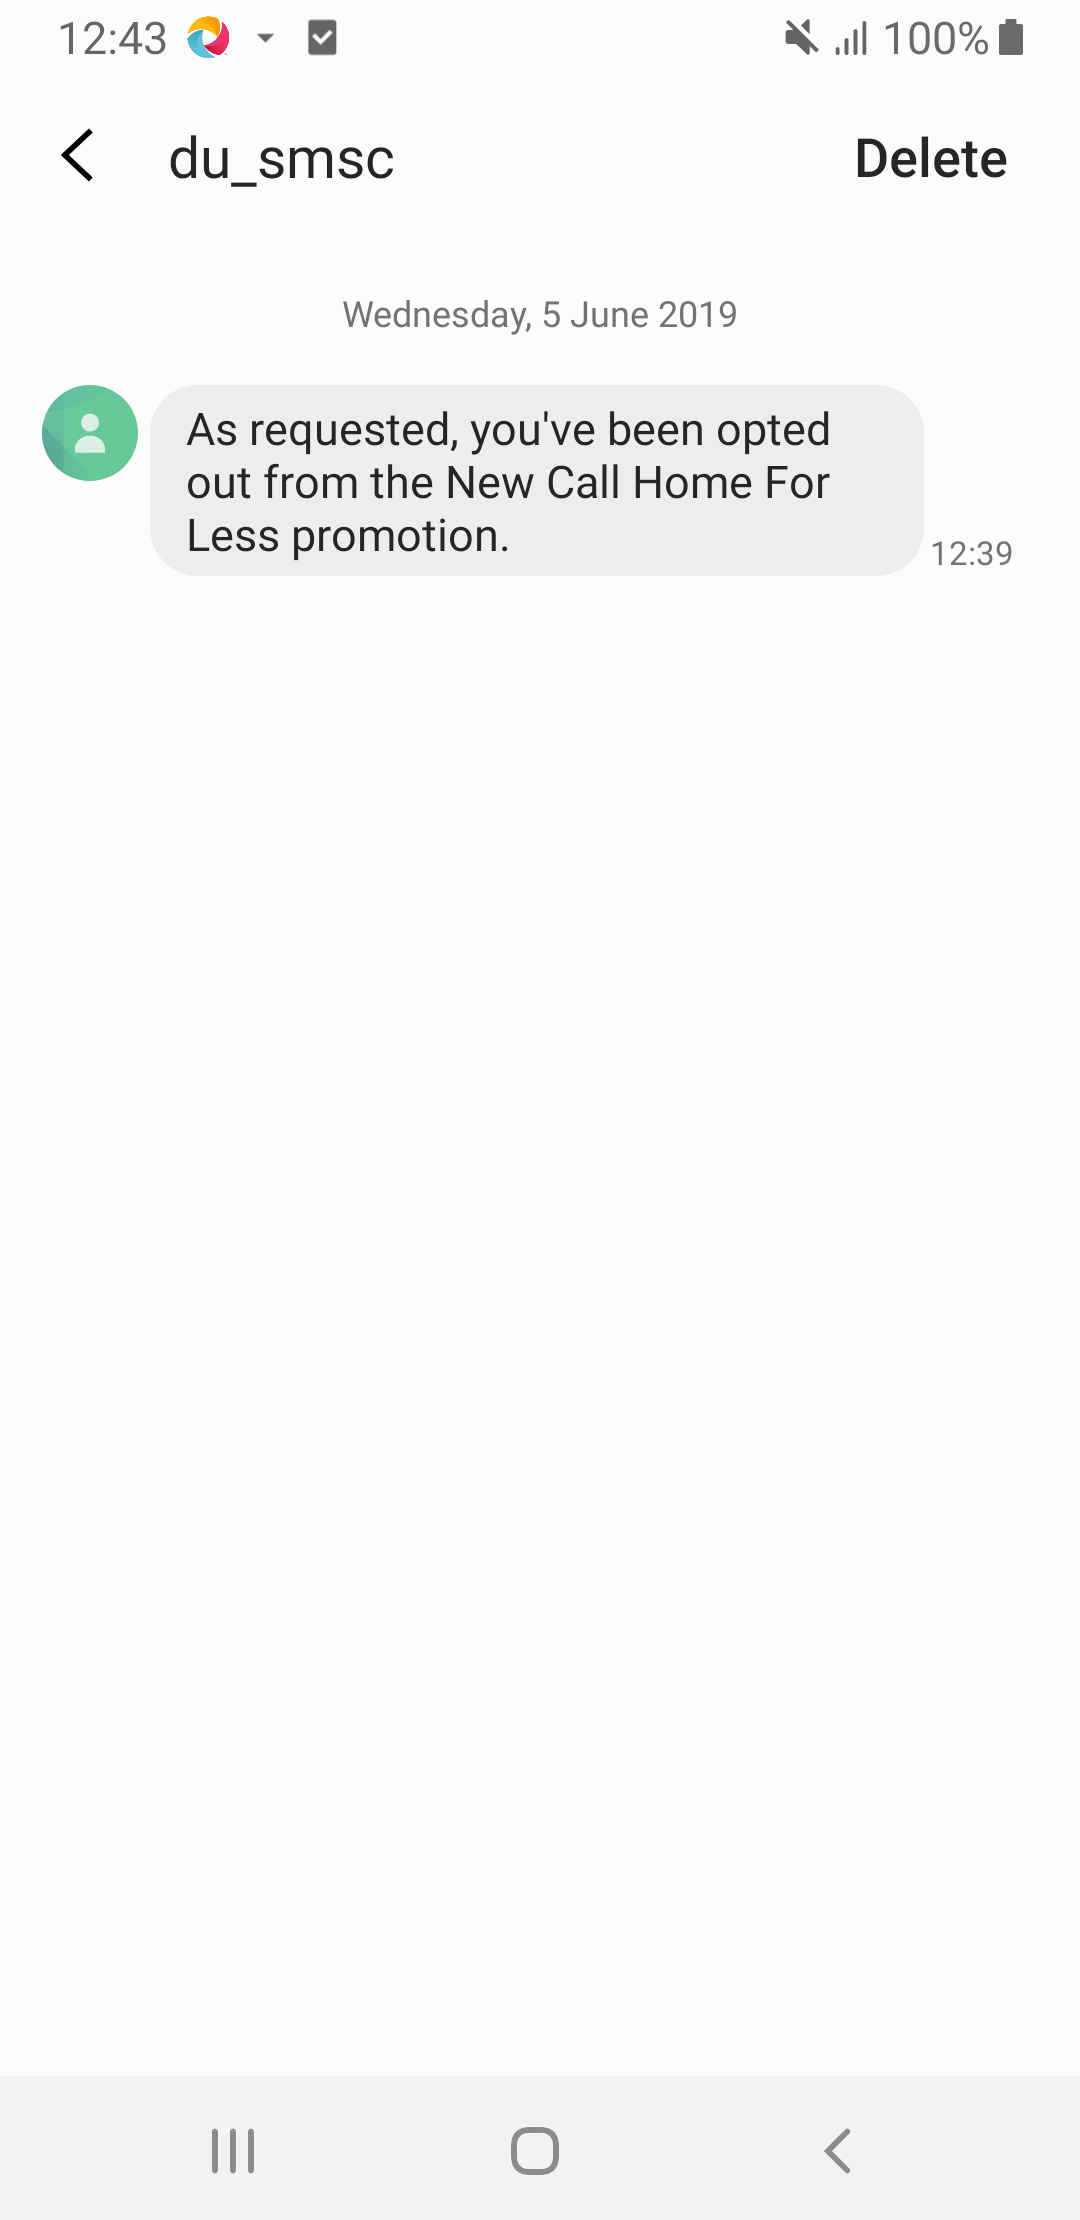 12:43 100%
du_smsc Delete
Wednesday, 5 June 2019
As requested, you've been opted
out from the New Call Home For
Less promotion.
12:39